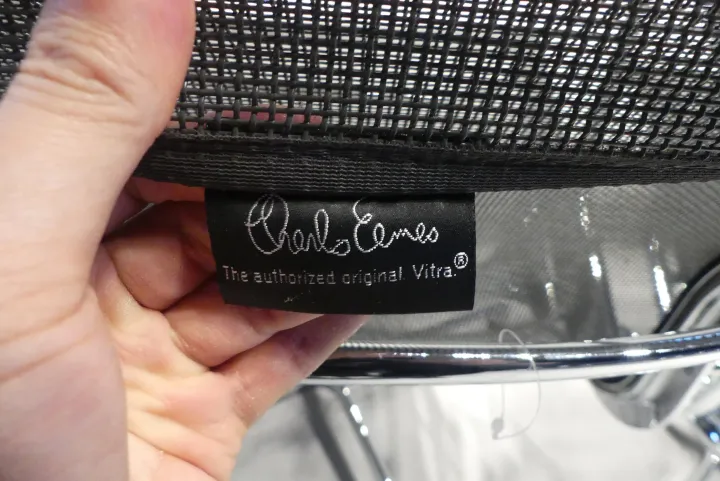 Charles Eames
The authorized original Vitra.®